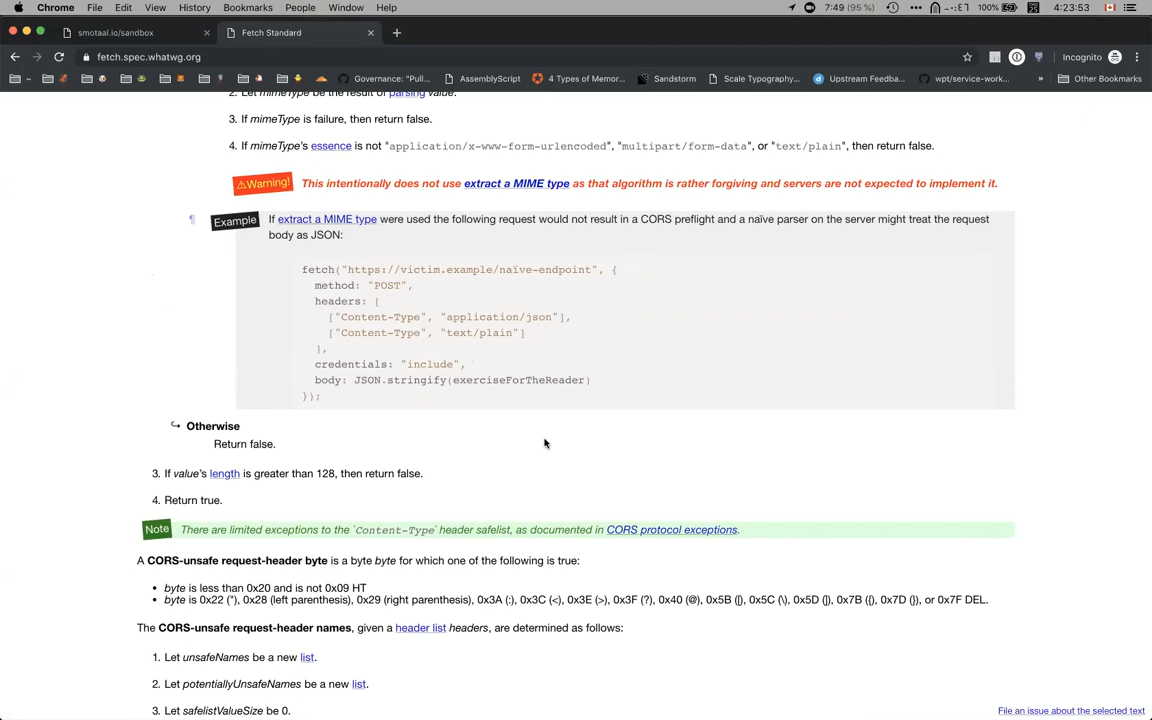 Chrome File Edit View History Bookmarks People Window Help 7:49 (95 %) 100% 4:23:53
smotaal.io/sandbox × Fetch Standard × +
fetch.spec.whatwg.org Incognito
Governance: "Pull... AssemblyScript 4 Types of Memor... Sandstorm Scale Typography... Upstream Feedba... wpt/service-work... » Other Bookmarks
2. Let mimeType be the result of parsing value.
3. If mimeType is failure, then return false.
4. If mimeType's essence is not "application/x-www-form-urlencoded", "multipart/form-data", or "text/plain", then return false.
⚠Warning! This intentionally does not use extract a MIME type as that algorithm is rather forgiving and servers are not expected to implement it.
¶ Example If extract a MIME type were used the following request would not result in a CORS preflight and a naïve parser on the server might treat the request
body as JSON:
fetch("https://victim.example/naïve-endpoint", {
method: "POST",
headers: [
["Content-Type", "application/json"],
["Content-Type", "text/plain"]
],
credentials: "include",
body: JSON.stringify(exerciseForTheReader)
});
↪ Otherwise
Return false.
3. If value's length is greater than 128, then return false.
4. Return true.
Note There are limited exceptions to the `Content-Type` header safelist, as documented in CORS protocol exceptions.
A CORS-unsafe request-header byte is a byte byte for which one of the following is true:
• byte is less than 0x20 and is not 0x09 HT
• byte is 0x22 ("), 0x28 (left parenthesis), 0x29 (right parenthesis), 0x3A (:), 0x3C (<), 0x3E (>), 0x3F (?), 0x40 (@), 0x5B ([), 0x5C (\), 0x5D (]), 0x7B ({), 0x7D (}), or 0x7F DEL.
The CORS-unsafe request-header names, given a header list headers, are determined as follows:
1. Let unsafeNames be a new list.
2. Let potentiallyUnsafeNames be a new list.
3. Let safelistValueSize be 0.
File an issue about the selected text